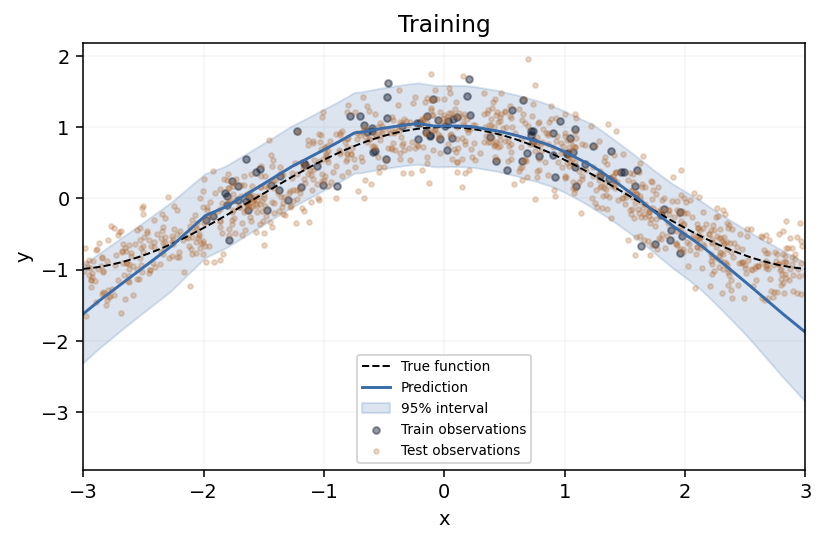 Training
2
1
0
−1
−2
−3
y
True function
Prediction
95% interval
Train observations
Test observations
−3 −2 −1 0 1 2 3
x